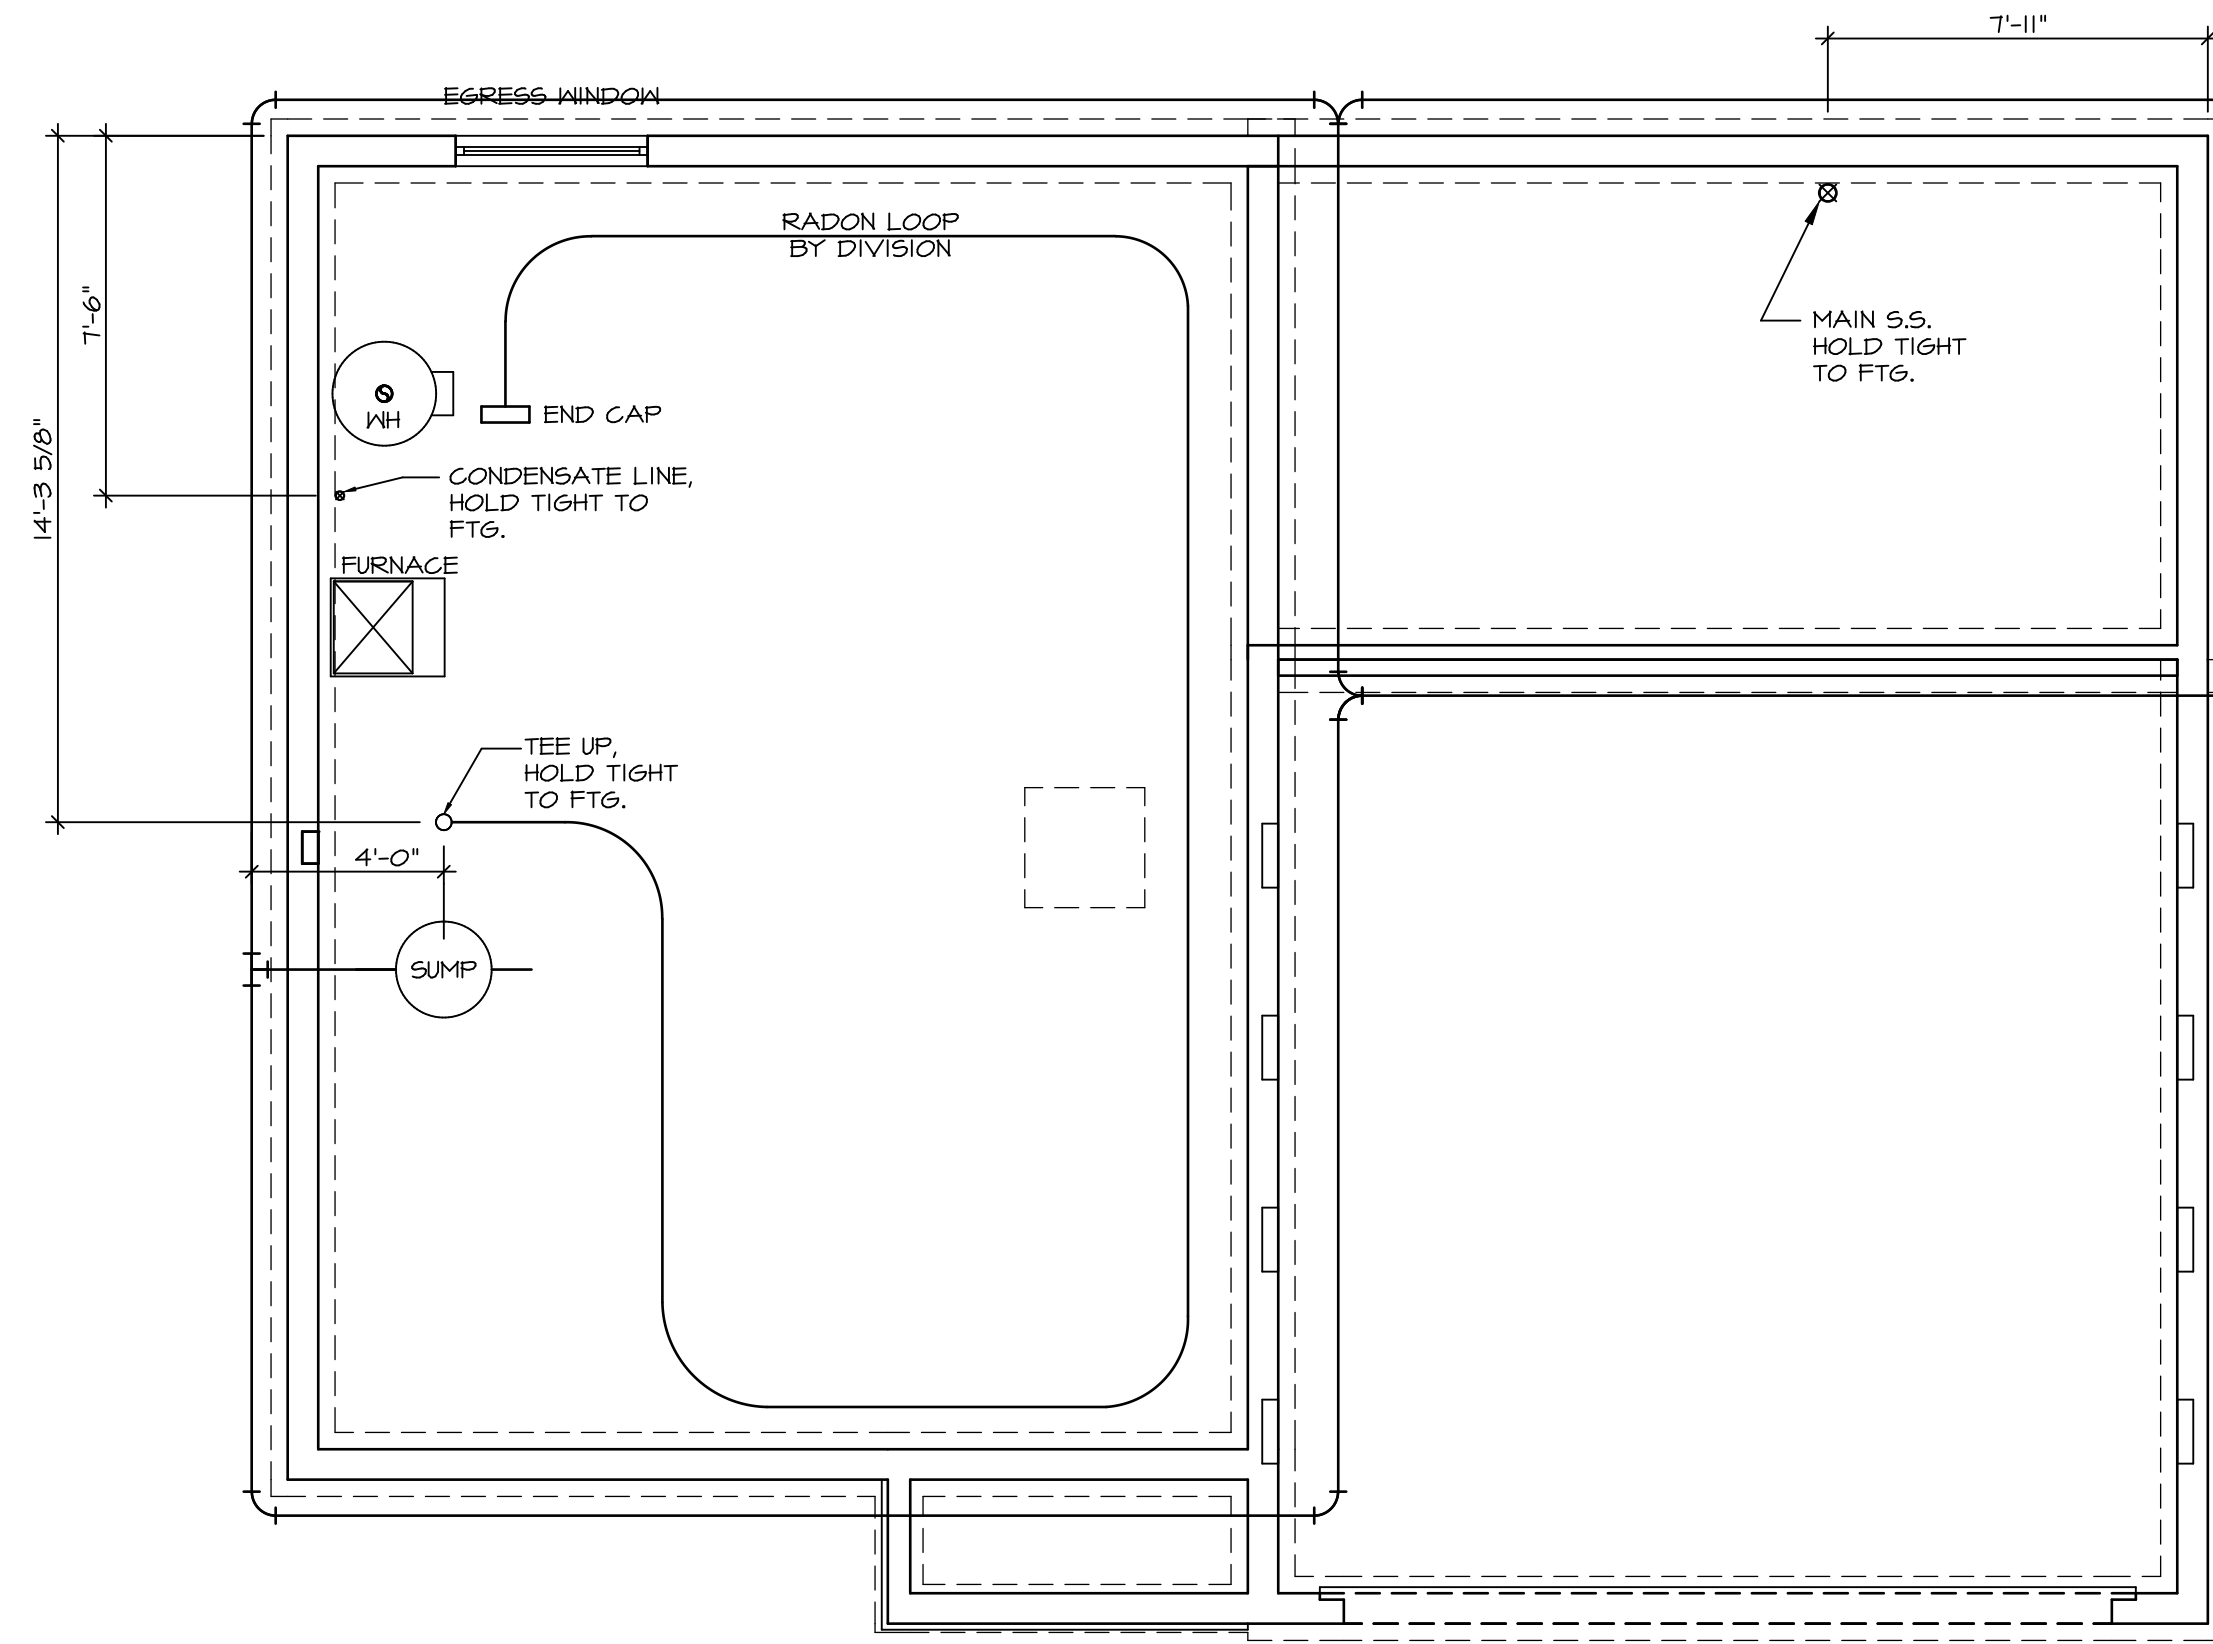 7'-11"
EGRESS WINDOW
RADON LOOP
BY DIVISION
7'-6"
MAIN S.S.
HOLD TIGHT
TO FTG.
WH
END CAP
14'-3 5/8"
CONDENSATE LINE,
HOLD TIGHT TO
FTG.
FURNACE
TEE UP,
HOLD TIGHT
TO FTG.
4'-0"
SUMP